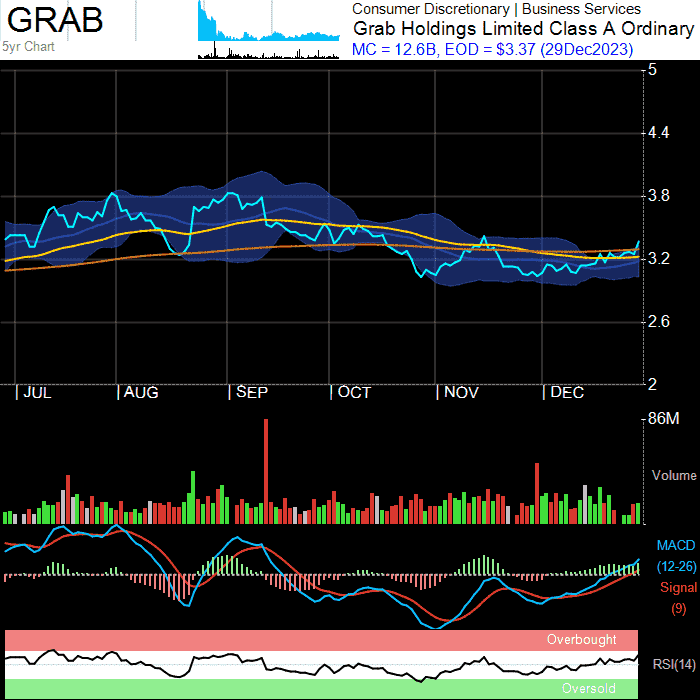 GRAB
5yr Chart
Consumer Discretionary | Business Services
Grab Holdings Limited Class A Ordinary
MC = 12.6B, EOD = $3.37 (29Dec2023)
5
4.4
3.8
3.2
2.6
2
| JUL | AUG | SEP | OCT | NOV | DEC
86M
Volume
MACD
(12-26)
Signal
(9)
Overbought
RSI(14)
Oversold